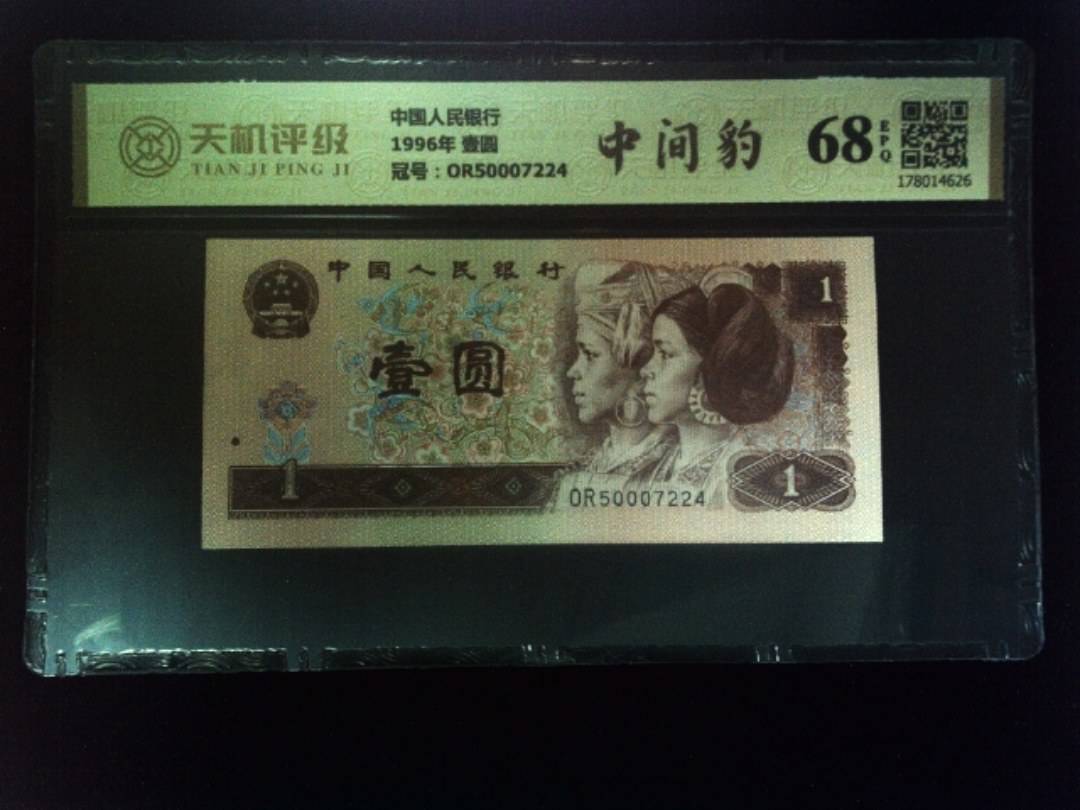 天机评级
TIAN JI PING JI
中国人民银行
1996年 壹圆
冠号：OR50007224
中间豹
68
EPQ
178014626
中国人民银行
1
壹圆
1
OR50007224
1